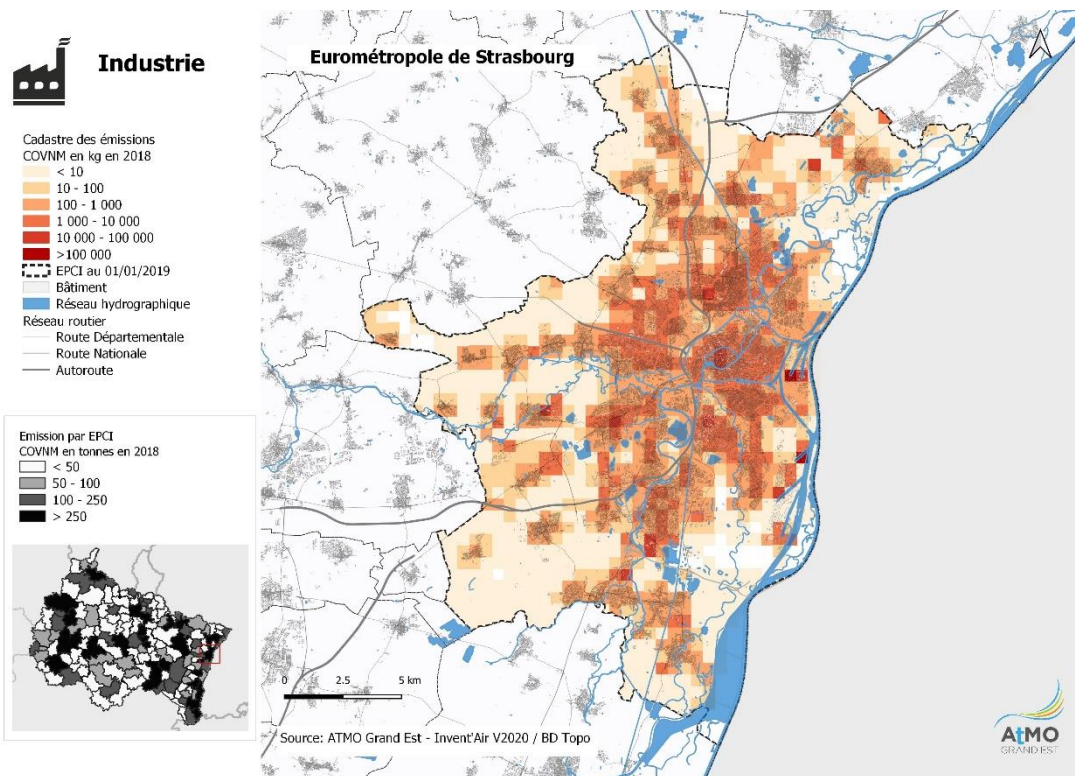 Industrie
Eurométropole de Strasbourg
Cadastre des émissions
COVNM en kg en 2018
< 10
10 - 100
100 - 1 000
1 000 - 10 000
10 000 - 100 000
>100 000
EPCI au 01/01/2019
Bâtiment
Réseau hydrographique
Réseau routier
Route Départementale
Route Nationale
Autoroute
Emission par EPCI
COVNM en tonnes en 2018
< 50
50 - 100
100 - 250
> 250
0 2.5 5 km
Source: ATMO Grand Est - Invent'Air V2020 / BD Topo
AtMO
GRAND EST